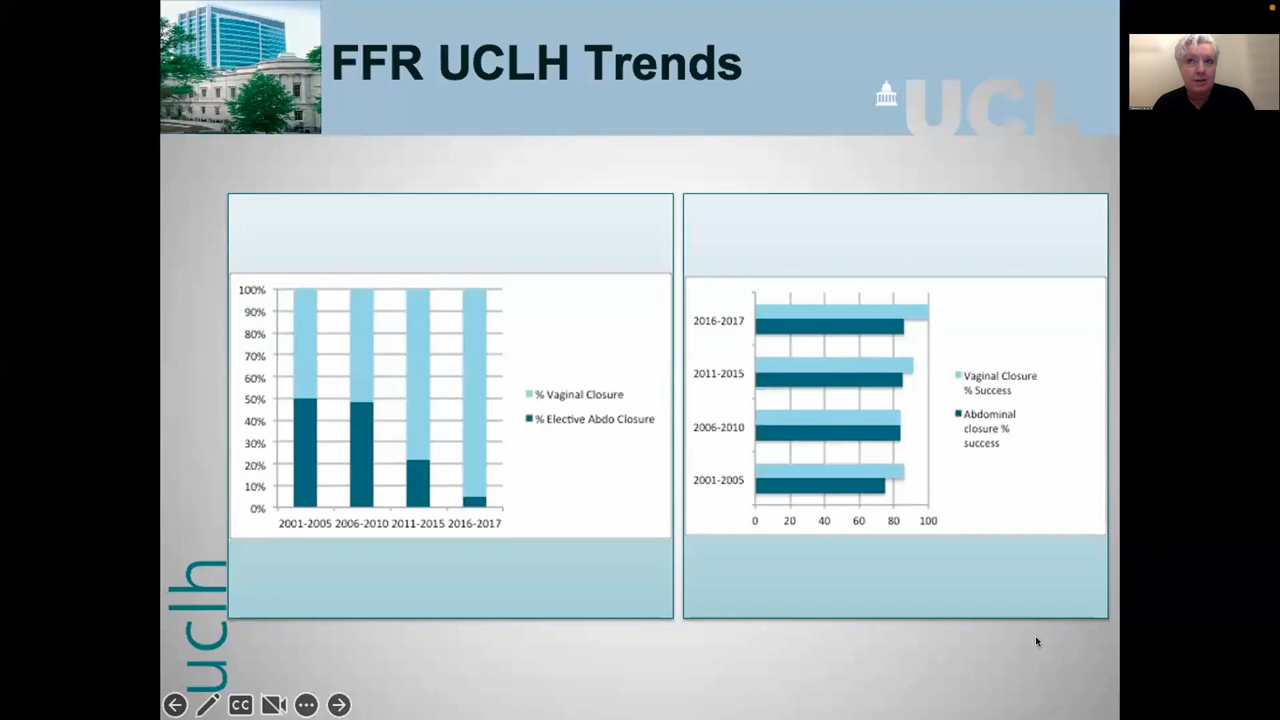 FFR UCLH Trends
UCL
100%
90%
80%
70%
60%
50%
40%
30%
20%
10%
0%
2001-2005 2006-2010 2011-2015 2016-2017
% Vaginal Closure
% Elective Abdo Closure
2016-2017
2011-2015
2006-2010
2001-2005
0 20 40 60 80 100
Vaginal Closure
% Success
Abdominal
closure %
success
uclh
CC